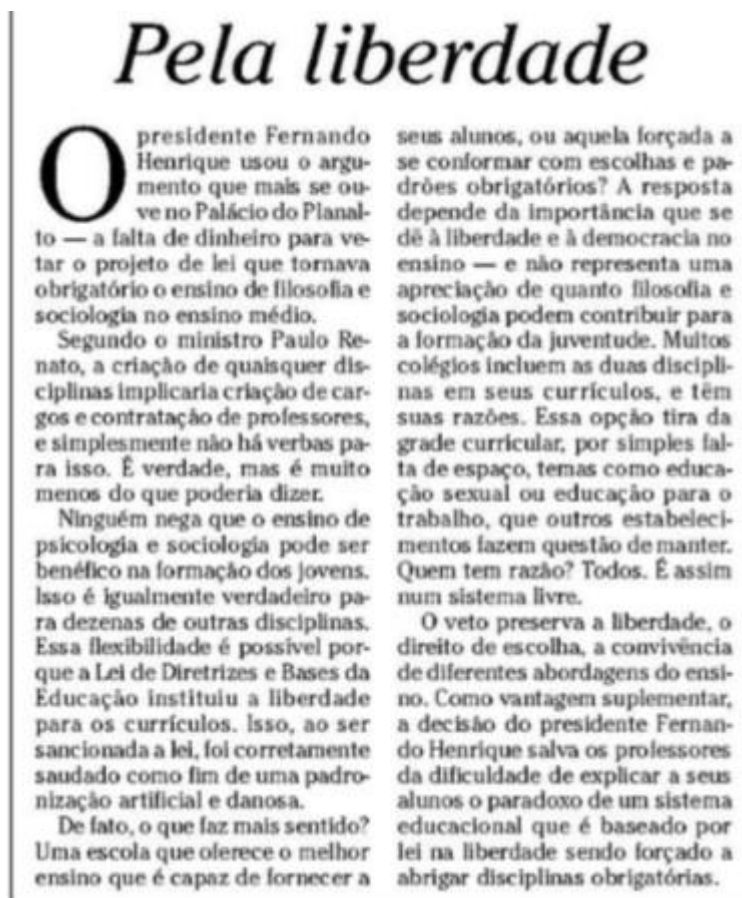 Pela liberdade
O presidente Fernando
Henrique usou o argu-
mento que mais se ou-
ve no Palácio do Planal-
to — a falta de dinheiro para ve-
tar o projeto de lei que tornava
obrigatório o ensino de filosofia e
sociologia no ensino médio.
Segundo o ministro Paulo Re-
nato, a criação de quaisquer dis-
ciplinas implicaria criação de car-
gos e contratação de professores,
e simplesmente não há verbas pa-
ra isso. É verdade, mas é muito
menos do que poderia dizer.
Ninguém nega que o ensino de
psicologia e sociologia pode ser
benéfico na formação dos jovens.
Isso é igualmente verdadeiro pa-
ra dezenas de outras disciplinas.
Essa flexibilidade é possível por-
que a Lei de Diretrizes e Bases da
Educação instituiu a liberdade
para os currículos. Isso, ao ser
sancionada a lei, foi corretamente
saudado como fim de uma padro-
nização artificial e danosa.
De fato, o que faz mais sentido?
Uma escola que oferece o melhor
ensino que é capaz de fornecer a
seus alunos, ou aquela forçada a
se conformar com escolhas e pa-
drões obrigatórios? A resposta
depende da importância que se
dê à liberdade e à democracia no
ensino — e não representa uma
apreciação de quanto filosofia e
sociologia podem contribuir para
a formação da juventude. Muitos
colégios incluem as duas discipli-
nas em seus currículos, e têm
suas razões. Essa opção tira da
grade curricular, por simples fal-
ta de espaço, temas como educa-
ção sexual ou educação para o
trabalho, que outros estabeleci-
mentos fazem questão de manter.
Quem tem razão? Todos. É assim
num sistema livre.
O veto preserva a liberdade, o
direito de escolha, a convivência
de diferentes abordagens do ensi-
no. Como vantagem suplementar,
a decisão do presidente Fernan-
do Henrique salva os professores
da dificuldade de explicar a seus
alunos o paradoxo de um sistema
educacional que é baseado por
lei na liberdade sendo forçado a
abrigar disciplinas obrigatórias.